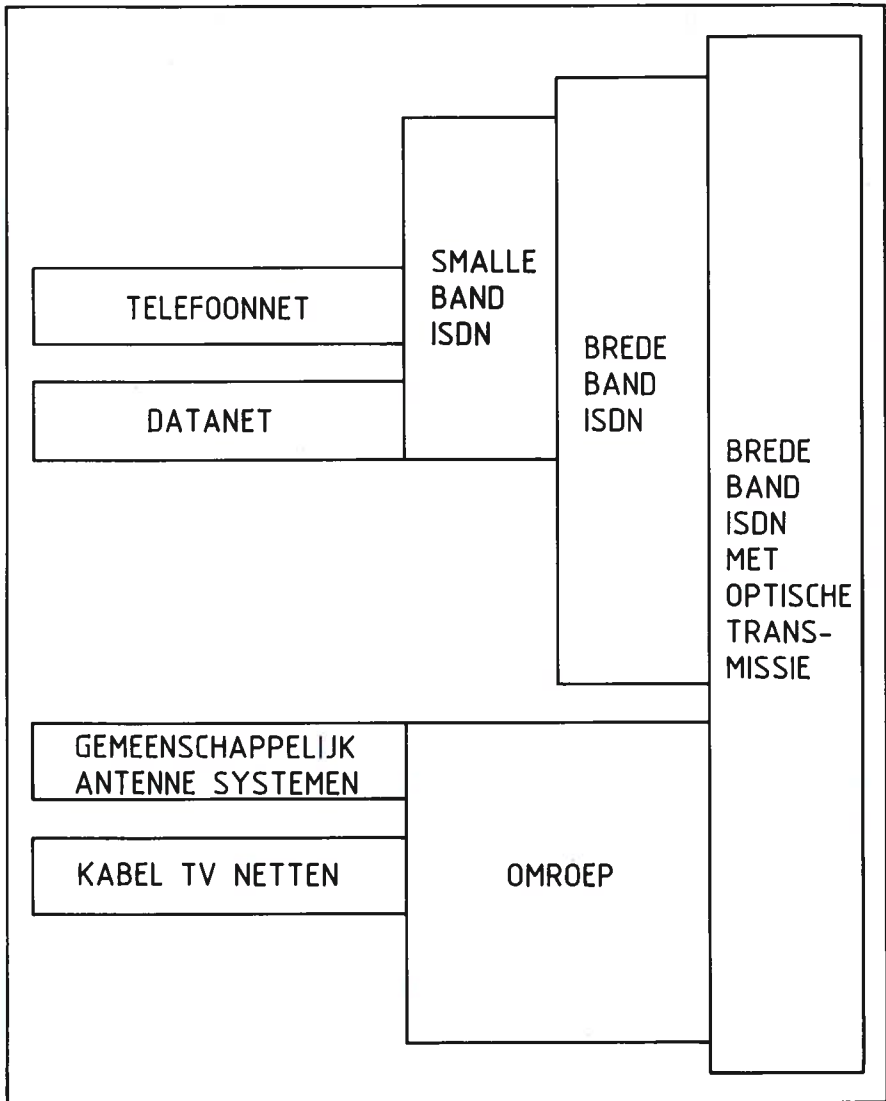 TELEFOONNET
DATANET
SMALLE
BAND
ISDN
BREDE
BAND
ISDN
BREDE
BAND
ISDN
MET
OPTISCHE
TRANS-
MISSIE
GEMEENSCHAPPELIJK
ANTENNE SYSTEMEN
KABEL TV NETTEN
OMROEP